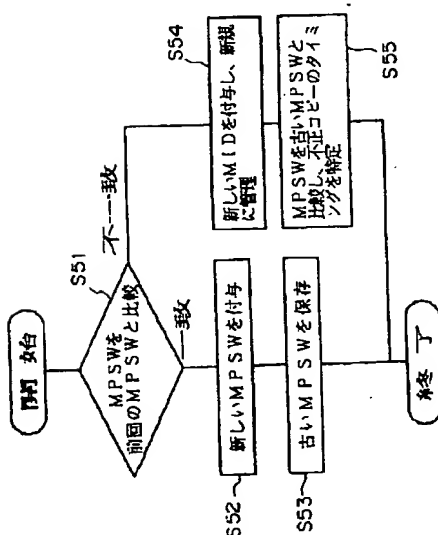 開始
S51
MPSWを
前回のMPSWと比較
不一致
一致
S52
新しいMPSWを付与
S53
古いMPSWを保存
S54
新しいMIDを付与し、新規
に管理
S55
MPSWを古いMPSWと
比較し、不正コピーのタイミ
ングを特定
終了